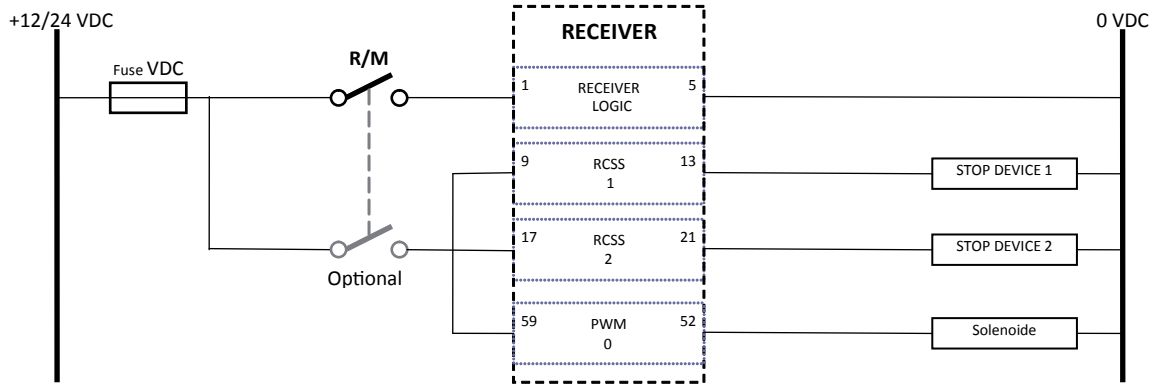 +12/24 VDC
0 VDC
RECEIVER
Fuse VDC
R/M
1
RECEIVER
LOGIC
5
9
RCSS
1
13
STOP DEVICE 1
17
RCSS
2
21
STOP DEVICE 2
Optional
59
PWM
0
52
Solenoide